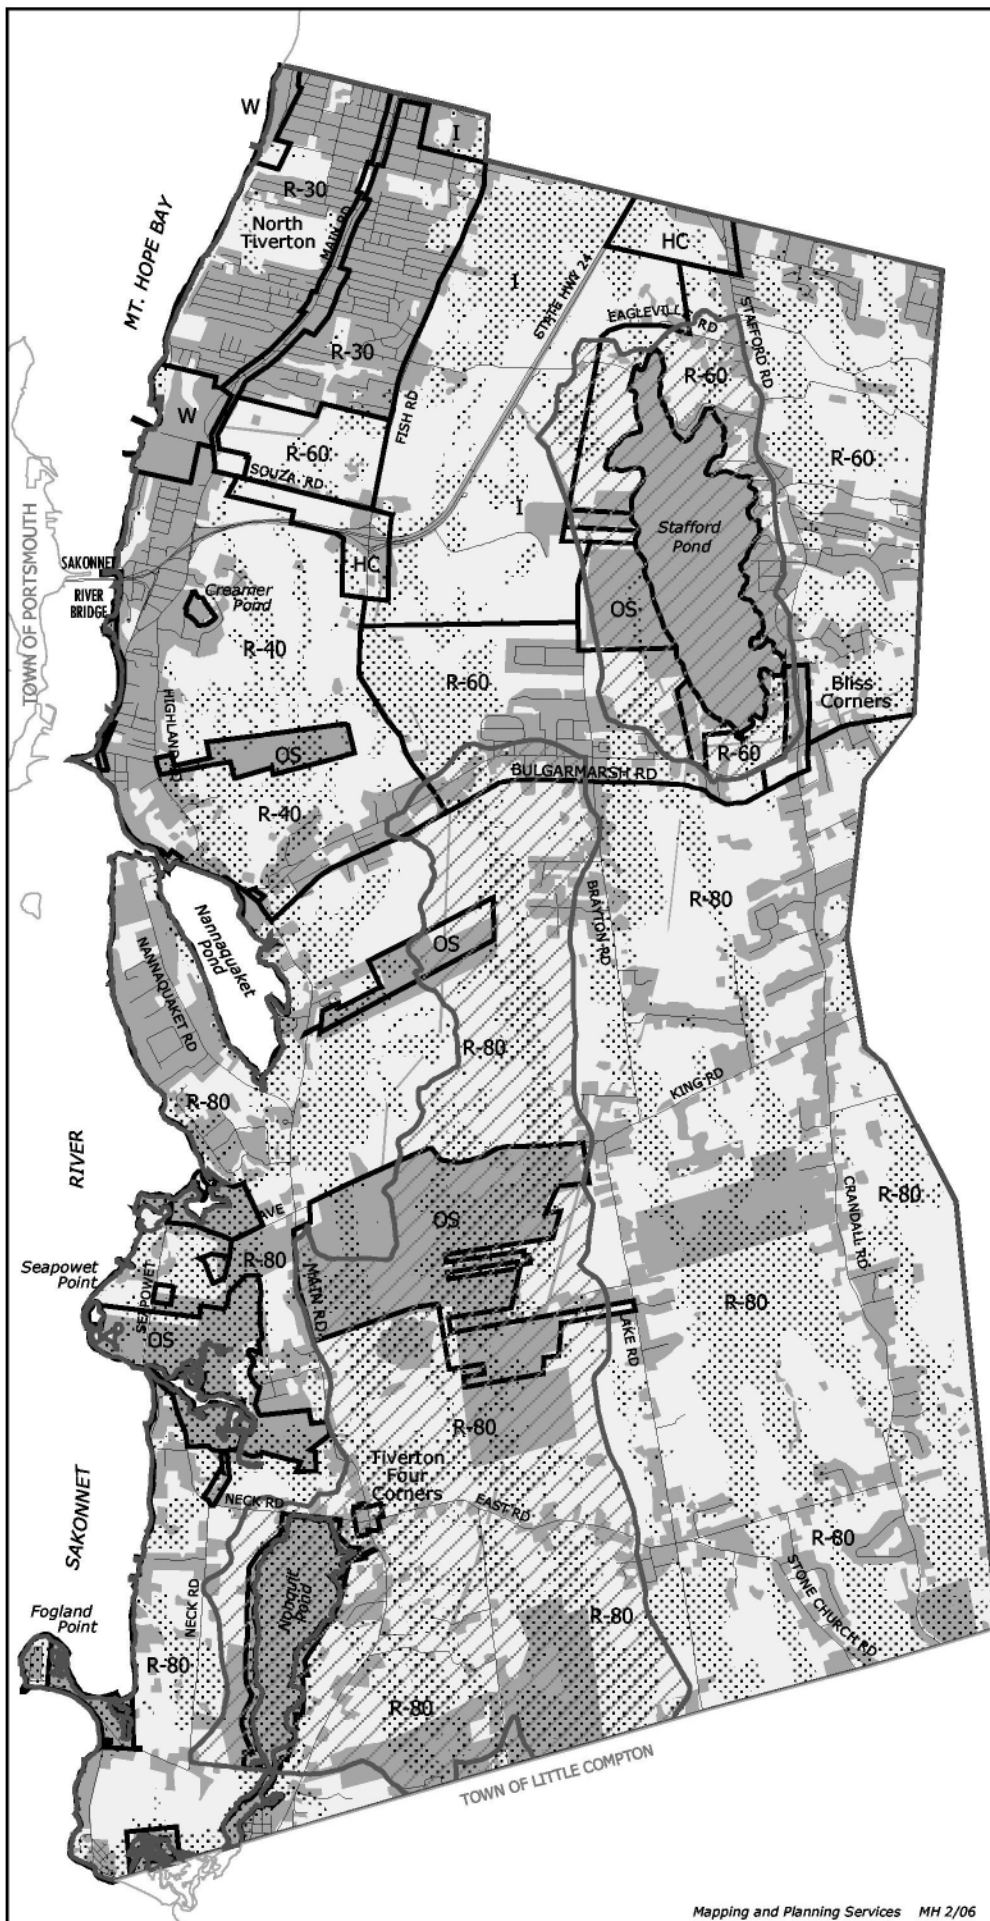 W
I
R-30
North
Tiverton
MAIN RD
MT. HOPE BAY
HC
I
STATE HWY 24
EAGLEVILLE RD
STAFFORD RD
R-30
R-60
W
FISH RD
R-60
SOUZA RD
R-60
I
Stafford
Pond
TOWN OF PORTSMOUTH
SAKONNET
RIVER
BRIDGE
HC
Creamer
Pond
OS
R-40
R-60
Bliss
Corners
HIGHLAND RD
OS
R-60
BULGARMARSH RD
R-40
R-80
BRAYTON RD
Nannaquaket
Pond
NANNAQUAKET RD
OS
R-80
KING RD
R-80
RIVER
CRANDALL RD
R-80
AVE
OS
R-80
Seapowet
Point
SEAPOWET
MAIN RD
R-80
OS
LAKE RD
R-80
Tiverton
Four
Corners
NECK RD
EAST RD
SAKONNET
R-80
STONE CHURCH RD
Fogland
Point
NECK RD
Nonquit
Pond
R-80
R-80
R-80
TOWN OF LITTLE COMPTON
Mapping and Planning Services MH 2/06